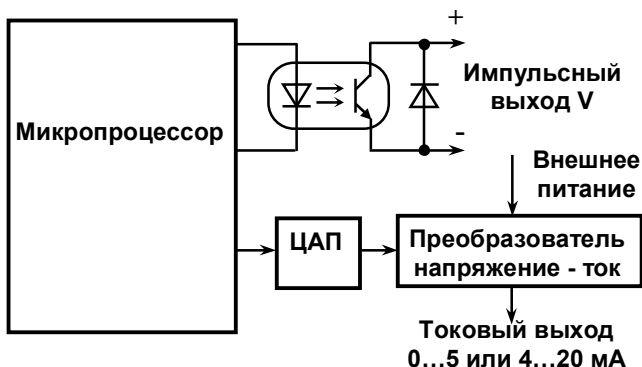 +
Импульсный
выход V
Микропроцессор
-
Внешнее
питание
ЦАП
Преобразователь
напряжение - ток
Токовый выход
0...5 или 4...20 мА